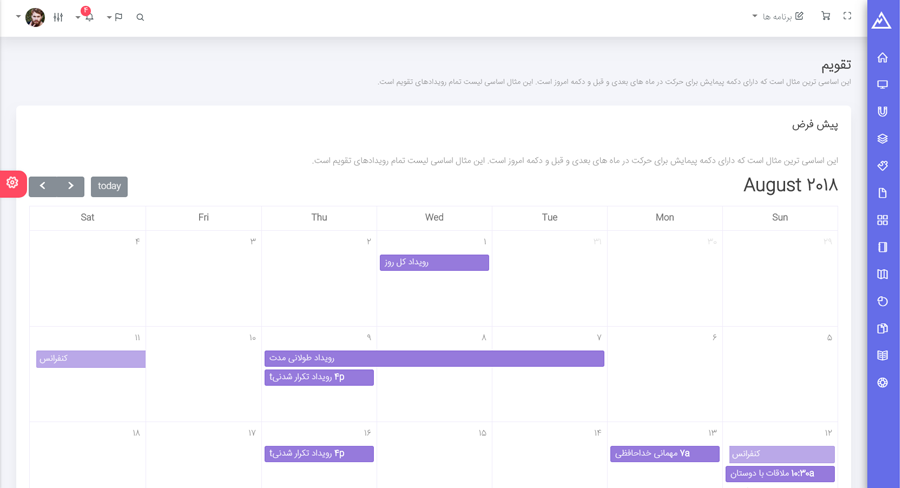 برنامه ها
۴
تقویم
این اساسی ترین مثال است که دارای دکمه پیمایش برای حرکت در ماه های بعدی و قبل و دکمه امروز است. این مثال اساسی نیست تمام رویدادهای تقویم است.
پیش فرض
این اساسی ترین مثال است که دارای دکمه پیمایش برای حرکت در ماه های بعدی و قبل و دکمه امروز است. این مثال اساسی نیست تمام رویدادهای تقویم است.
August ۲۰۱۸
today
Sun Mon Tue Wed Thu Fri Sat
۲۹ ۳۰ ۳۱ ۱ ۲ ۳ ۴
رویداد کل روز
۵ ۶ ۷ ۸ ۹ ۱۰ ۱۱
رویداد طولانی مدت
کنفرانس
۴p رویداد تکرار شدنیt
۱۲ ۱۳ ۱۴ ۱۵ ۱۶ ۱۷ ۱۸
کنفرانس
۷a مهمانی خداحافظی
۴p رویداد تکرار شدنیt
۱۰:۳۰a ملاقات با دوستان